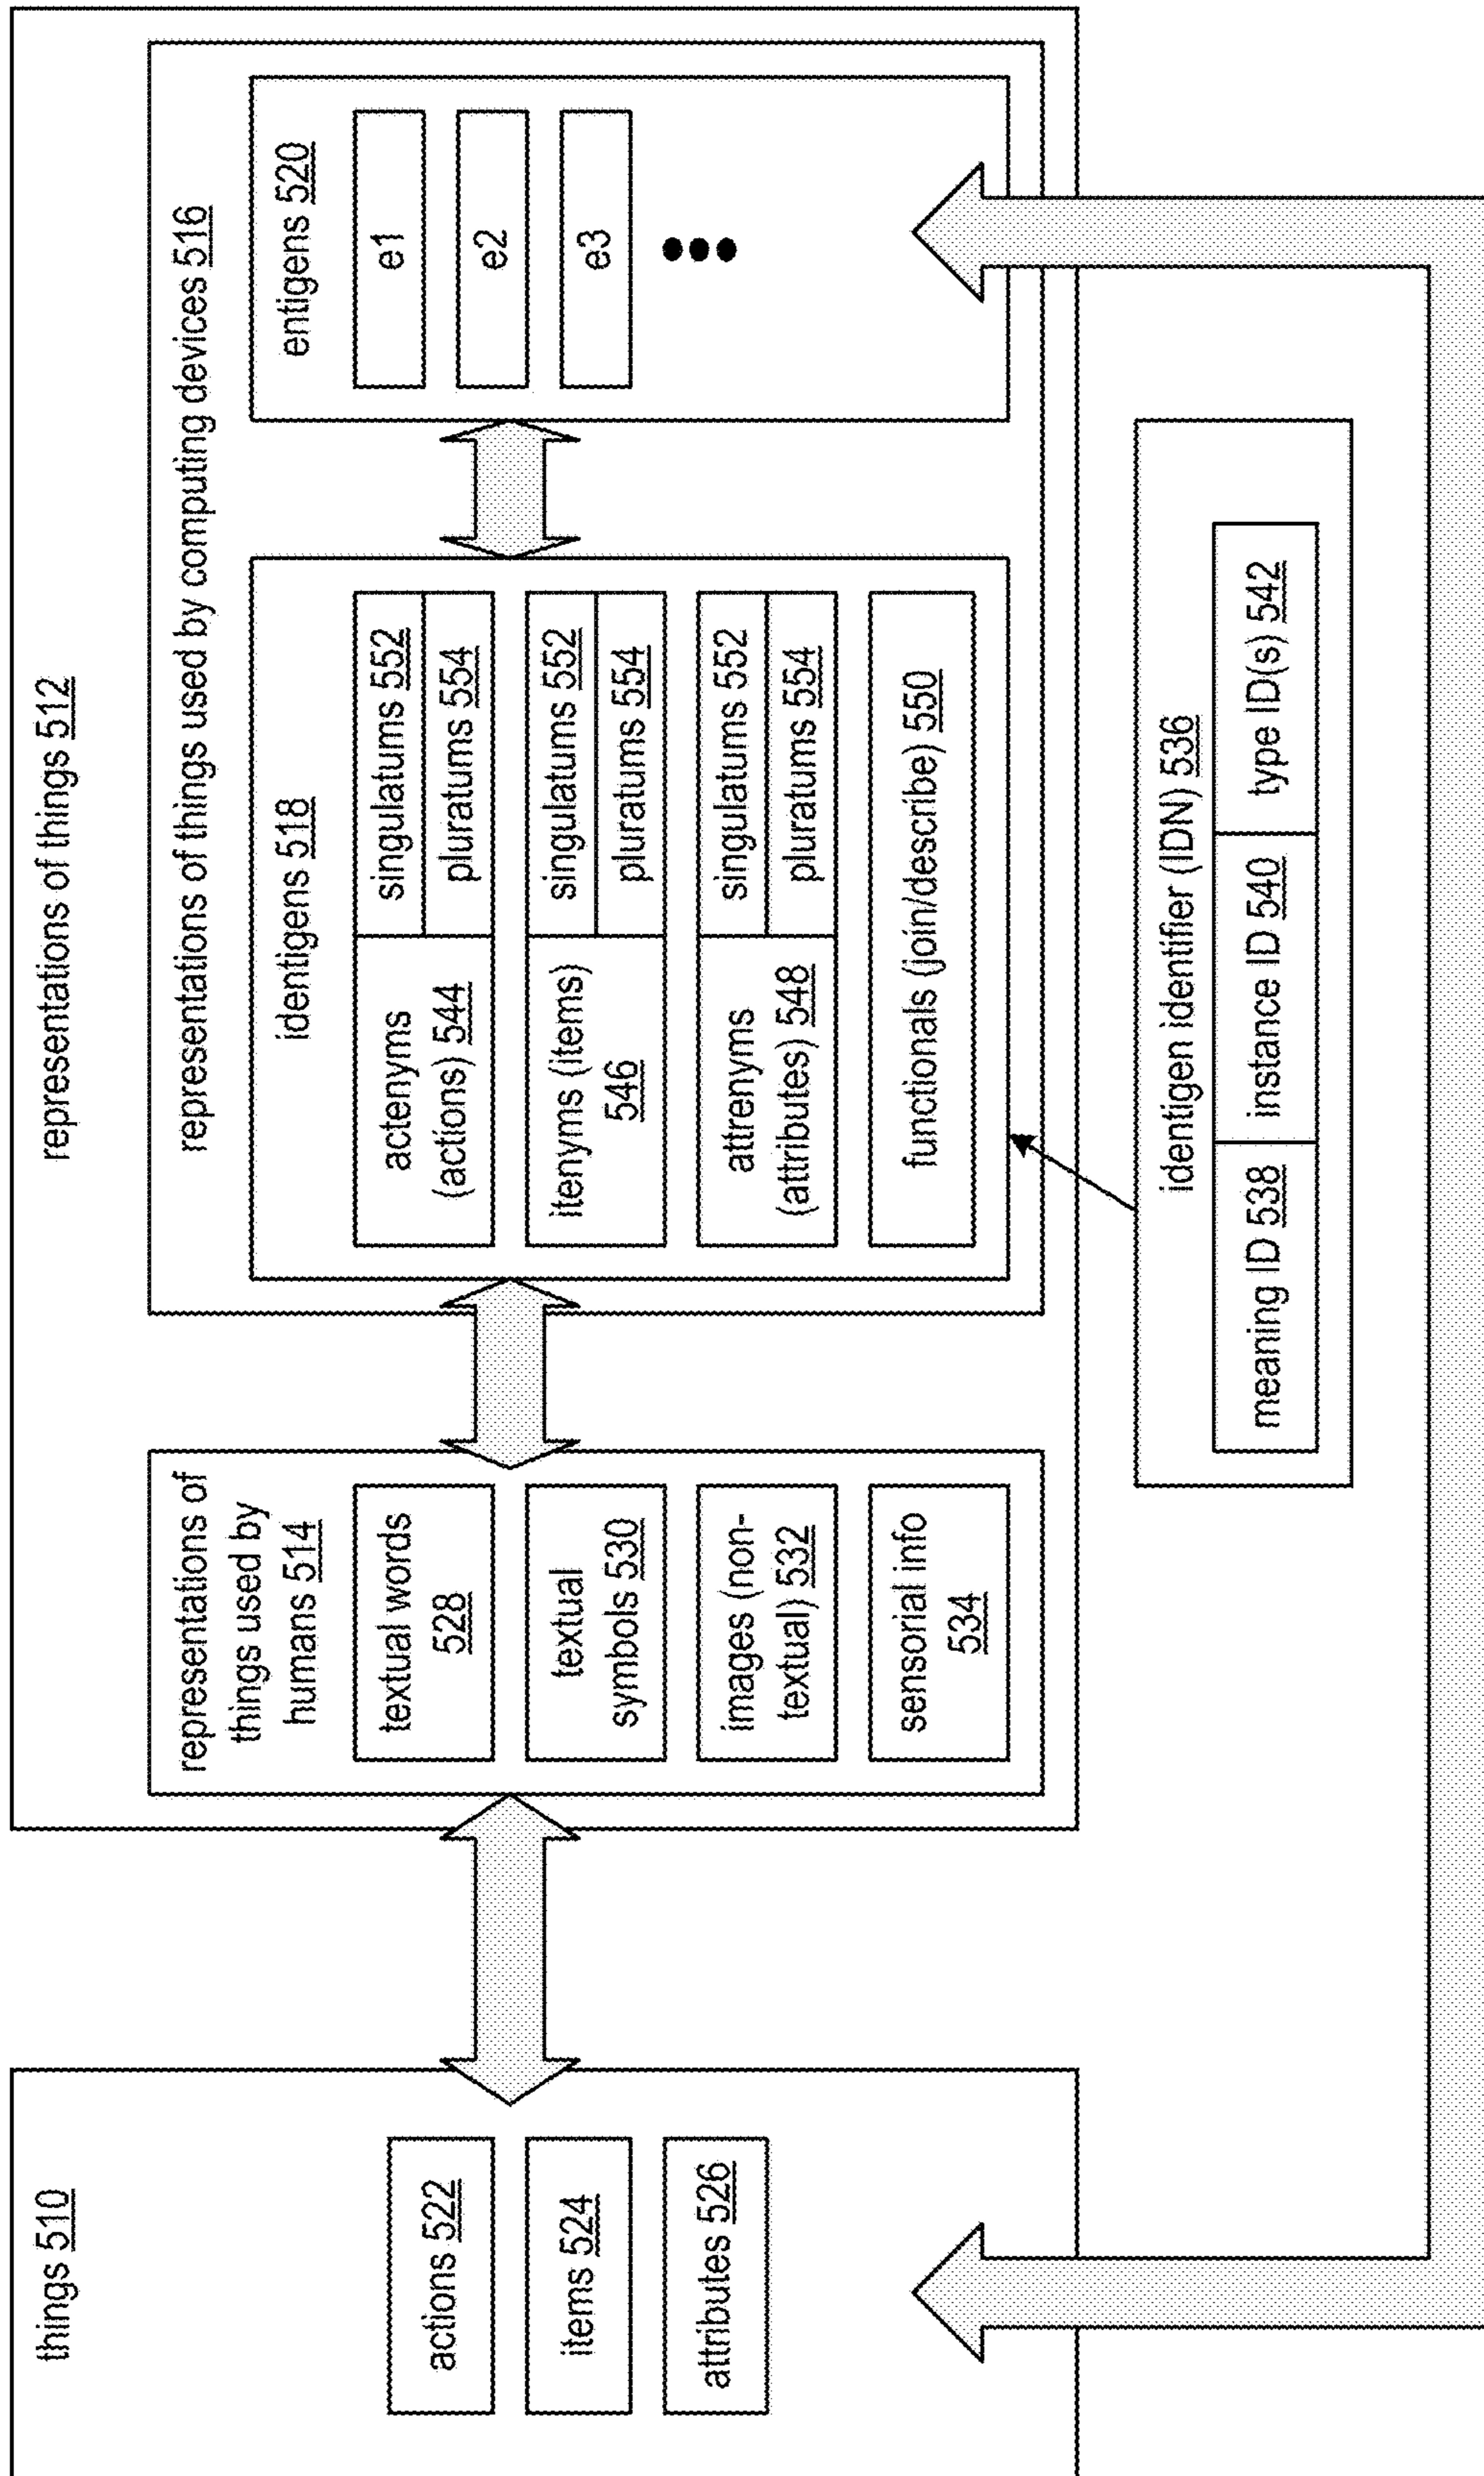 things 510
actions 522
items 524
attributes 526
representations of things 512
representations of
things used by
humans 514
textual words
528
textual
symbols 530
images (non-
textual) 532
sensorial info
534
representations of things used by computing devices 516
identigens 518
actenyms
(actions) 544
singulatums 552
pluratums 554
itenyms (items)
546
singulatums 552
pluratums 554
attrenyms
(attributes) 548
singulatums 552
pluratums 554
functionals (join/describe) 550
entigens 520
e1
e2
e3
identigen identifier (IDN) 536
meaning ID 538
instance ID 540
type ID(s) 542